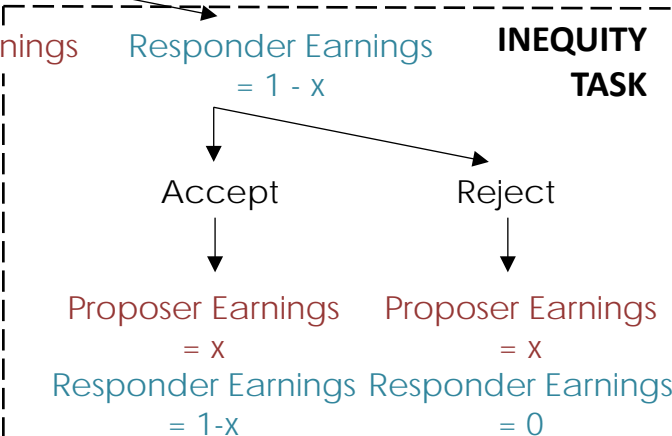 nings Responder Earnings INEQUITY
= 1 - x TASK
Accept Reject
Proposer Earnings Proposer Earnings
= x = x
Responder Earnings Responder Earnings
= 1-x = 0